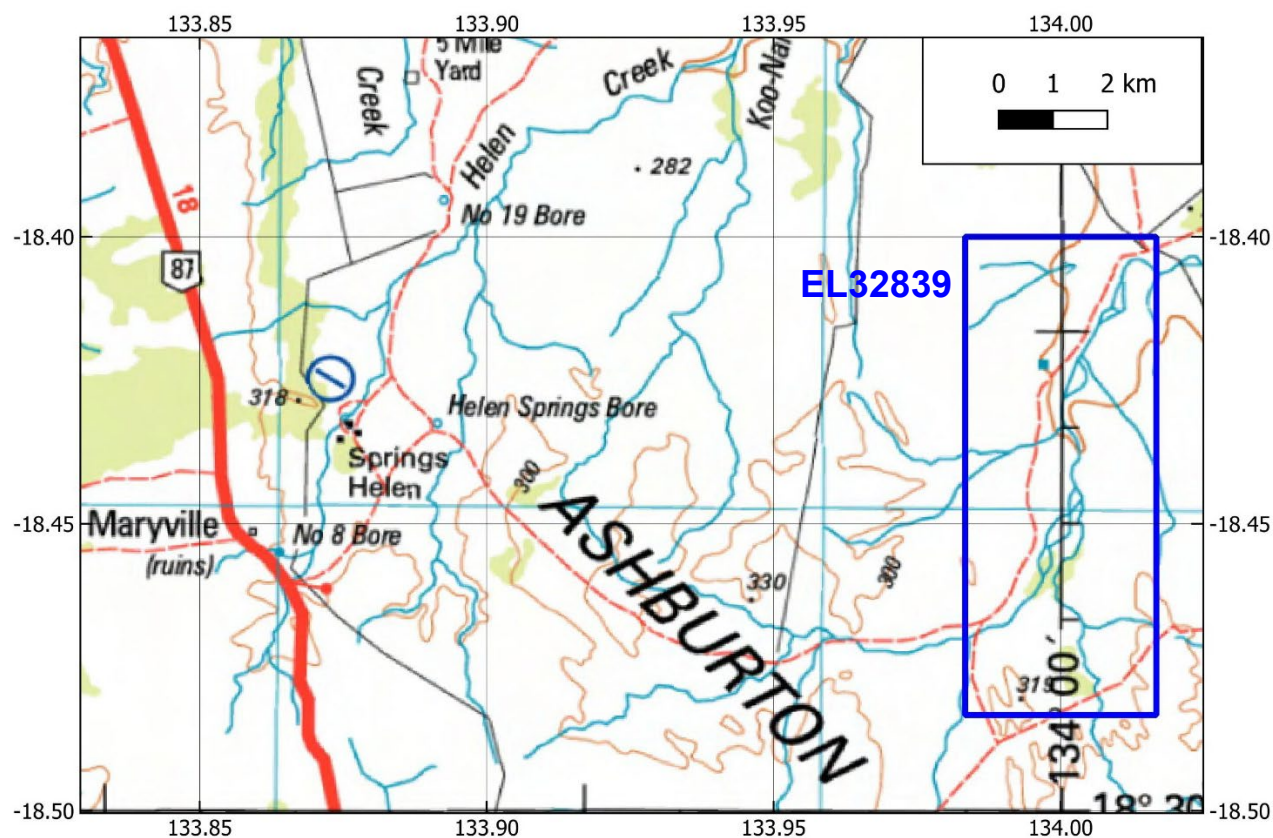 133.85
133.90
133.95
134.00
5 Mile
Yard
Creek
Creek
Koo-Nai
0 1 2 km
Helen
282
18
No 19 Bore
-18.40
-18.40
87
EL32839
318
Helen Springs Bore
Springs
Helen
300
ASHBURTON
-18.45
-18.45
Maryville
(ruins)
No 8 Bore
330
300
134° 00´
-18.50
-18.50
133.85
133.90
133.95
134.00